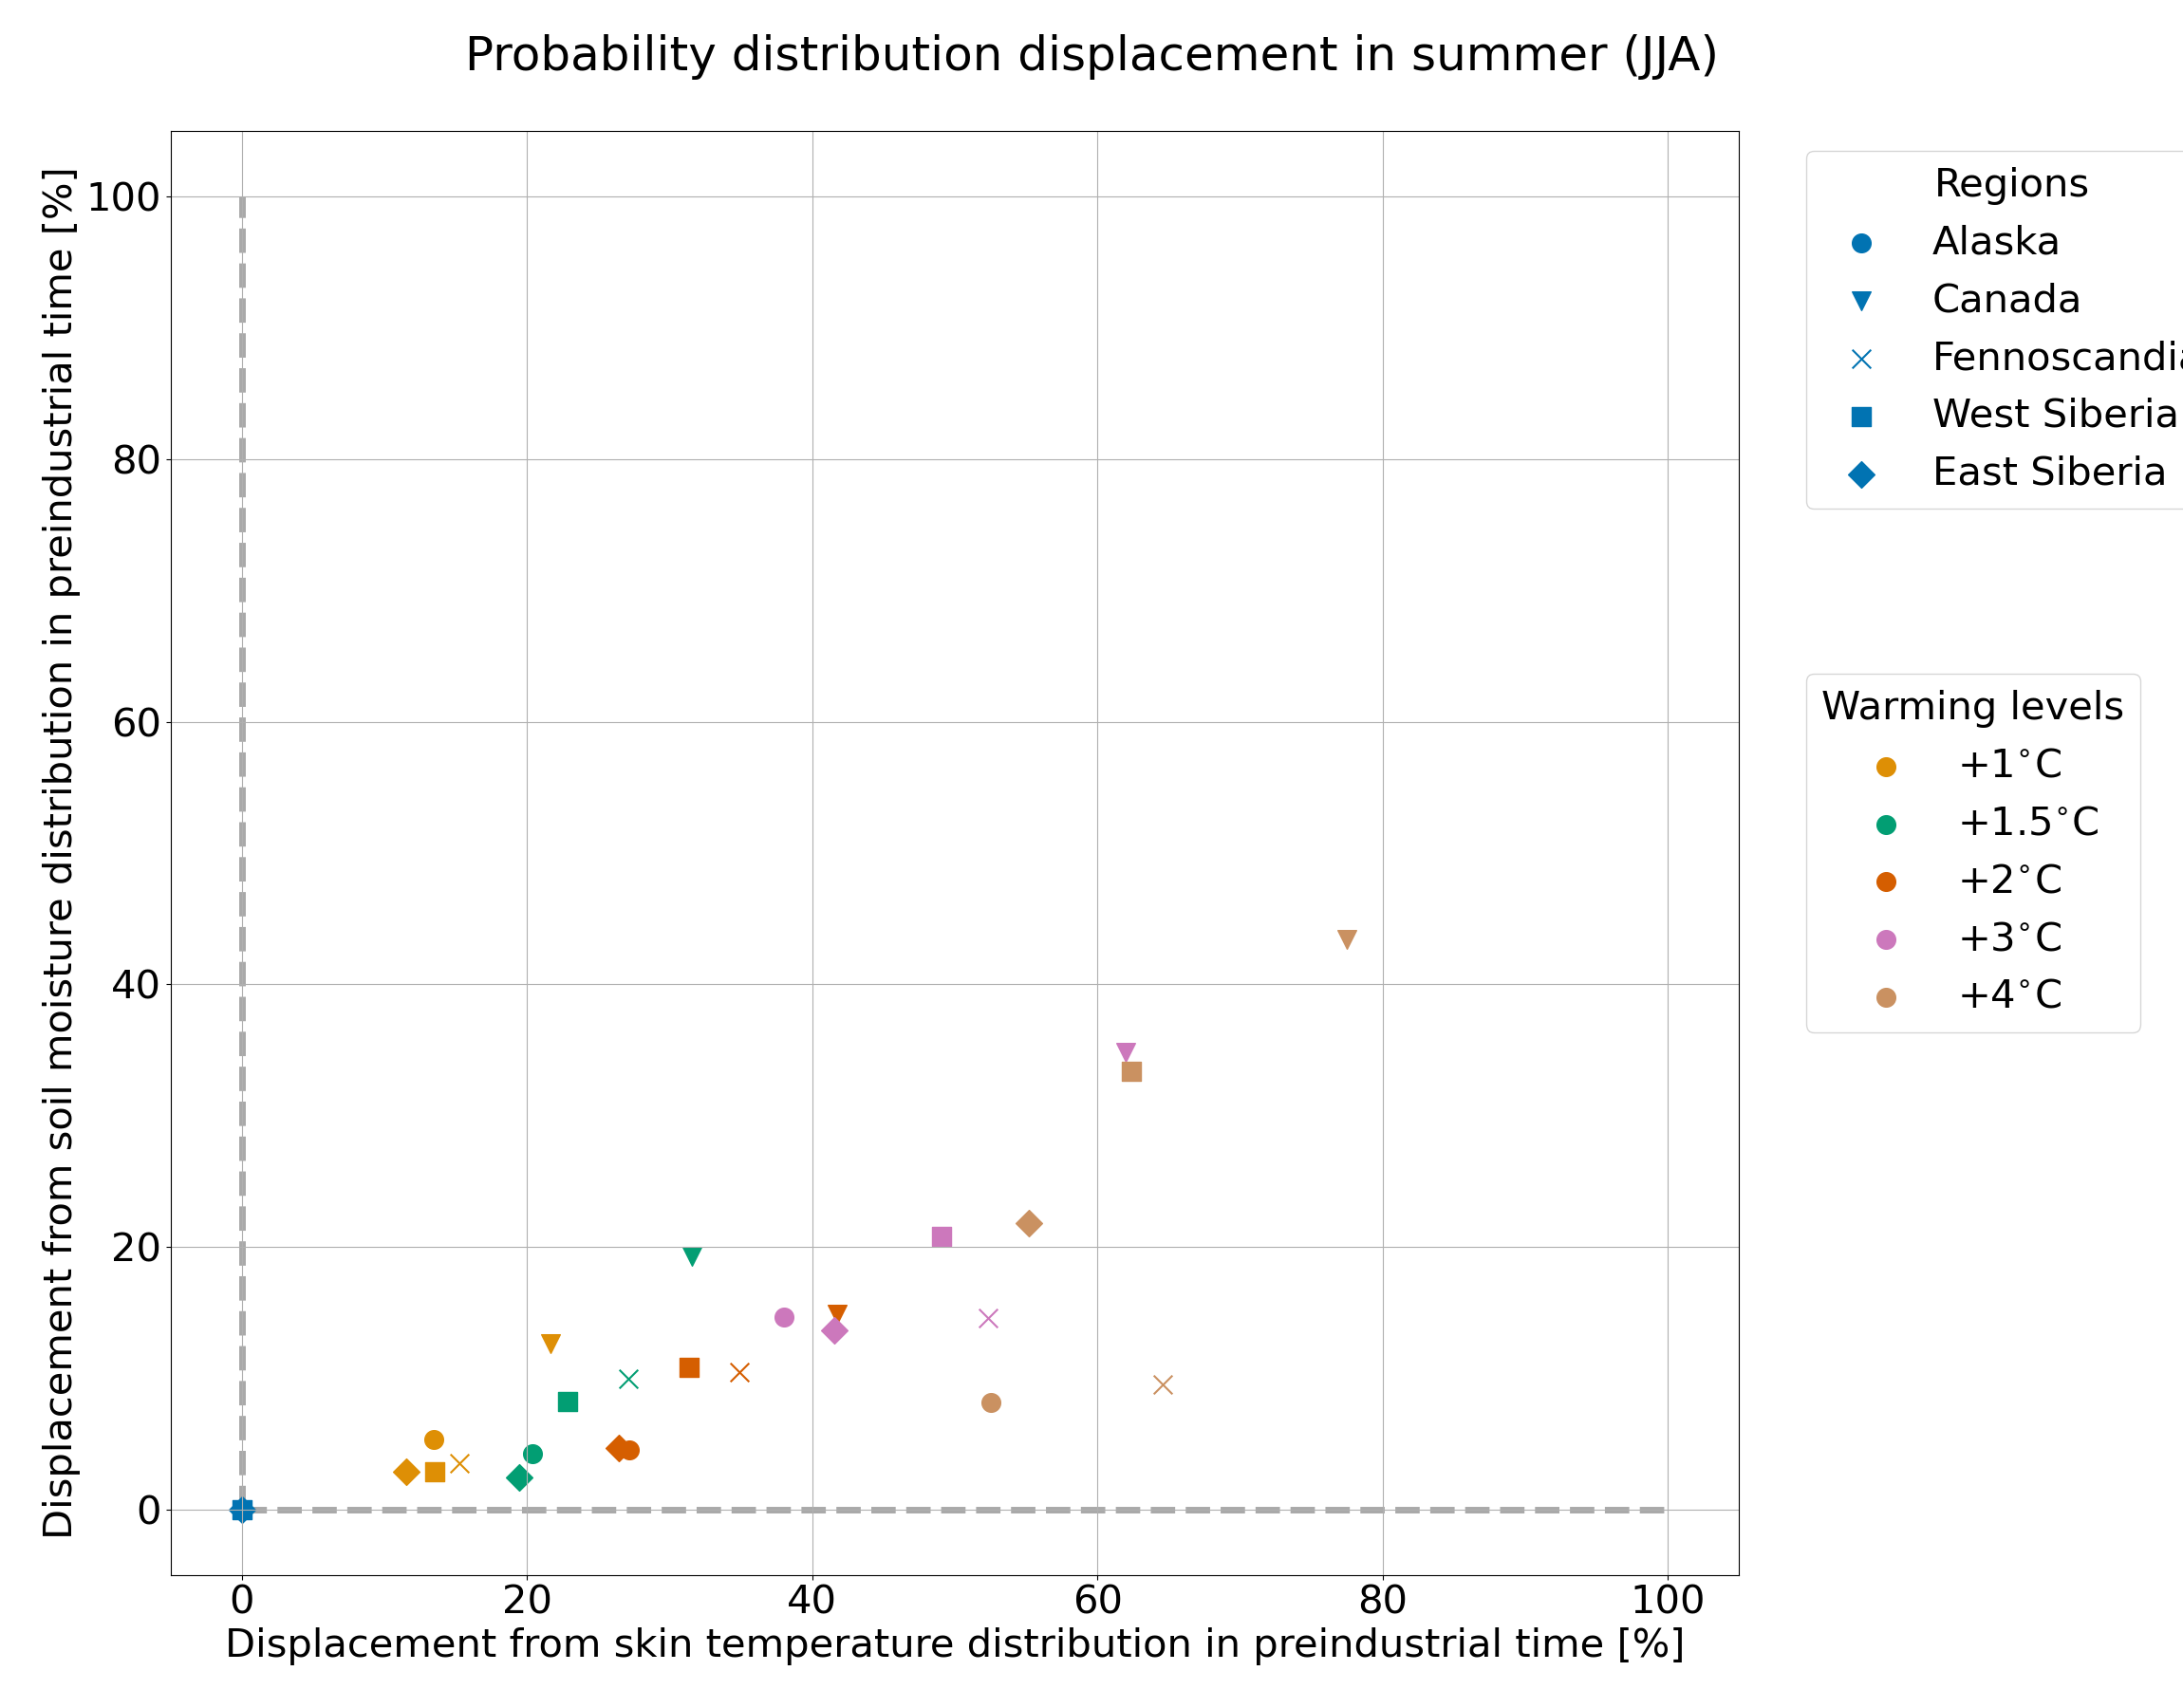 Probability distribution displacement in summer (JJA)
Displacement from soil moisture distribution in preindustrial time [%]
100
80
60
40
20
0
0 20 40 60 80 100
Displacement from skin temperature distribution in preindustrial time [%]
Regions
Alaska
Canada
Fennoscandia
West Siberia
East Siberia
Warming levels
+1°C
+1.5°C
+2°C
+3°C
+4°C